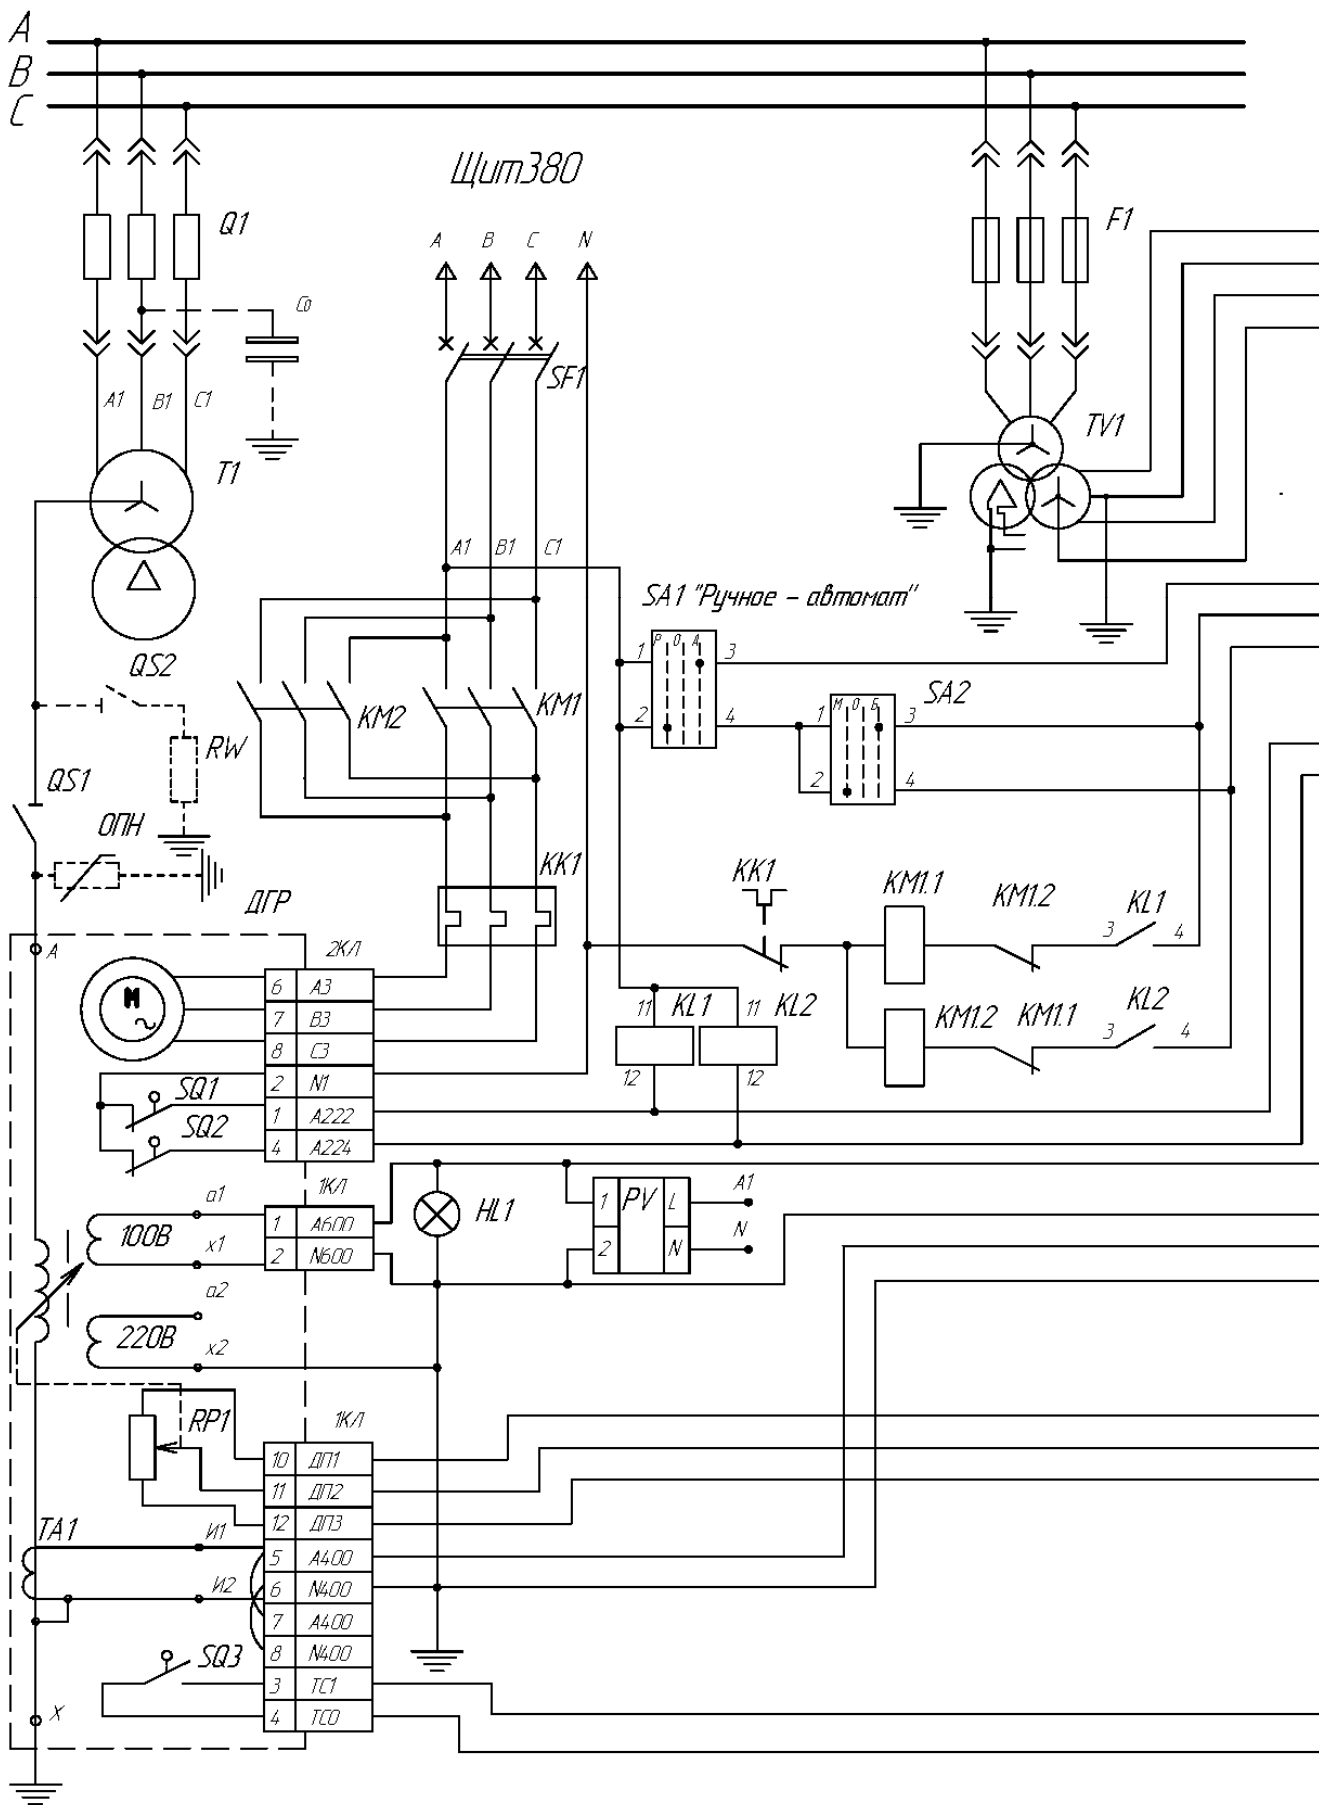 A
B
C
Щит380
Q1
F1
A
B
C
N
Co
SF1
A1
B1
C1
T1
TV1
A1
B1
C1
SA1 "Ручное – автомат"
Р О А
1
3
2
4
QS2
KM2
KM1
SA2
М О Б
1
3
2
4
RW
QS1
ОПН
KK1
KK1
KM1.1
KM1.2
KL1
3
4
ДГР
A
2КЛ
M
~
6 A3
7 B3
8 C3
2 N1
1 A222
4 A224
11
KL1
11
KL2
12
12
KM1.2
KM1.1
KL2
3
4
SQ1
SQ2
1КЛ
a1
100В
x1
1 A600
2 N600
HL1
1
PV
L
A1
2
N
N
a2
220В
x2
RP1
1КЛ
10 ДП1
11 ДП2
12 ДП3
5 A400
6 N400
7 A400
8 N400
3 TC1
4 TC0
TA1
И1
И2
SQ3
X